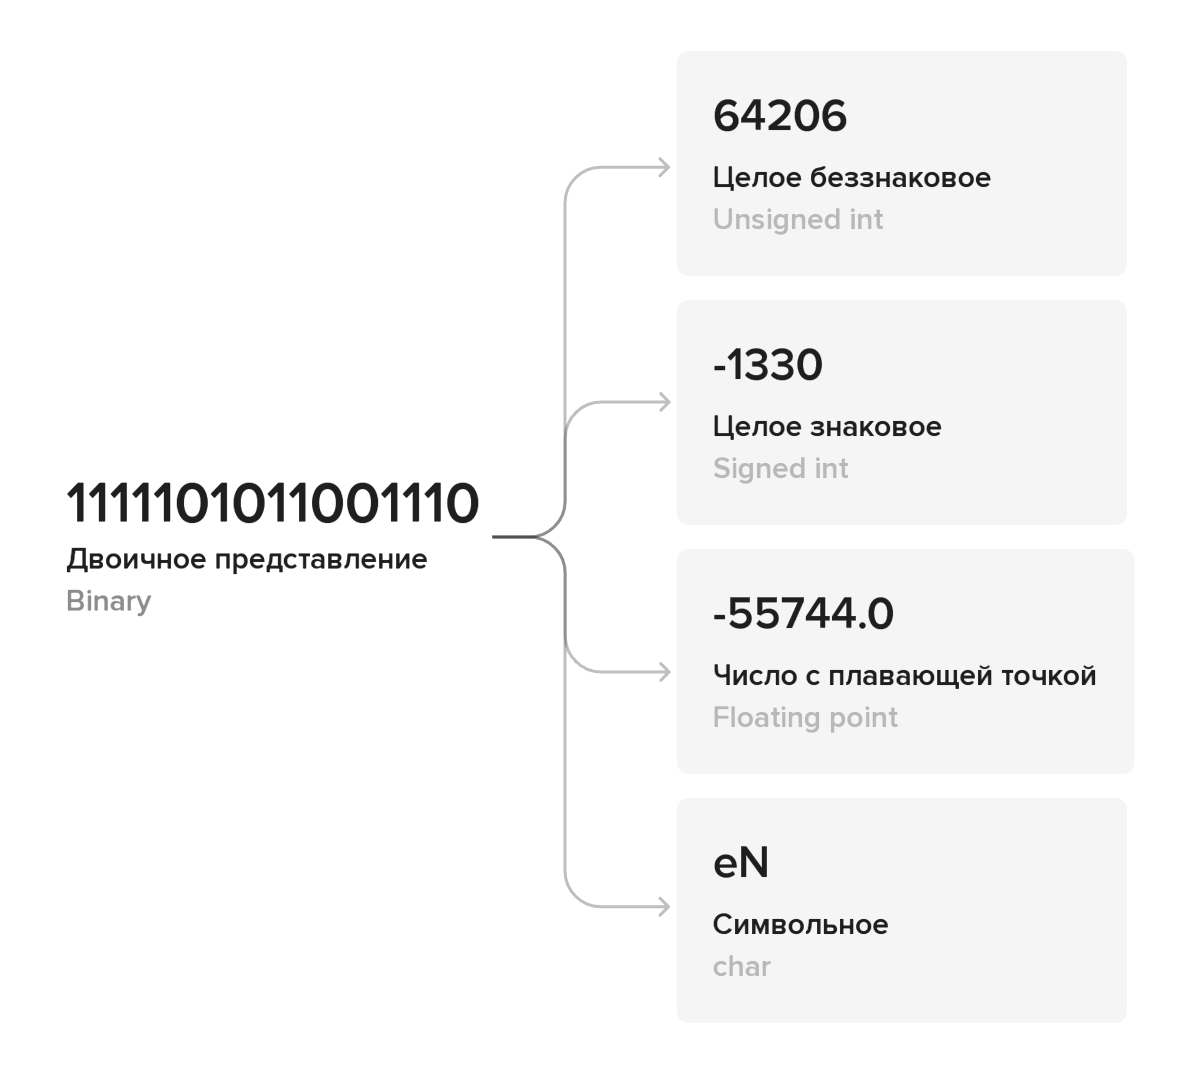 1111101011001110
Двоичное представление
Binary
64206
Целое беззнаковое
Unsigned int
-1330
Целое знаковое
Signed int
-55744.0
Число с плавающей точкой
Floating point
eN
Символьное
char